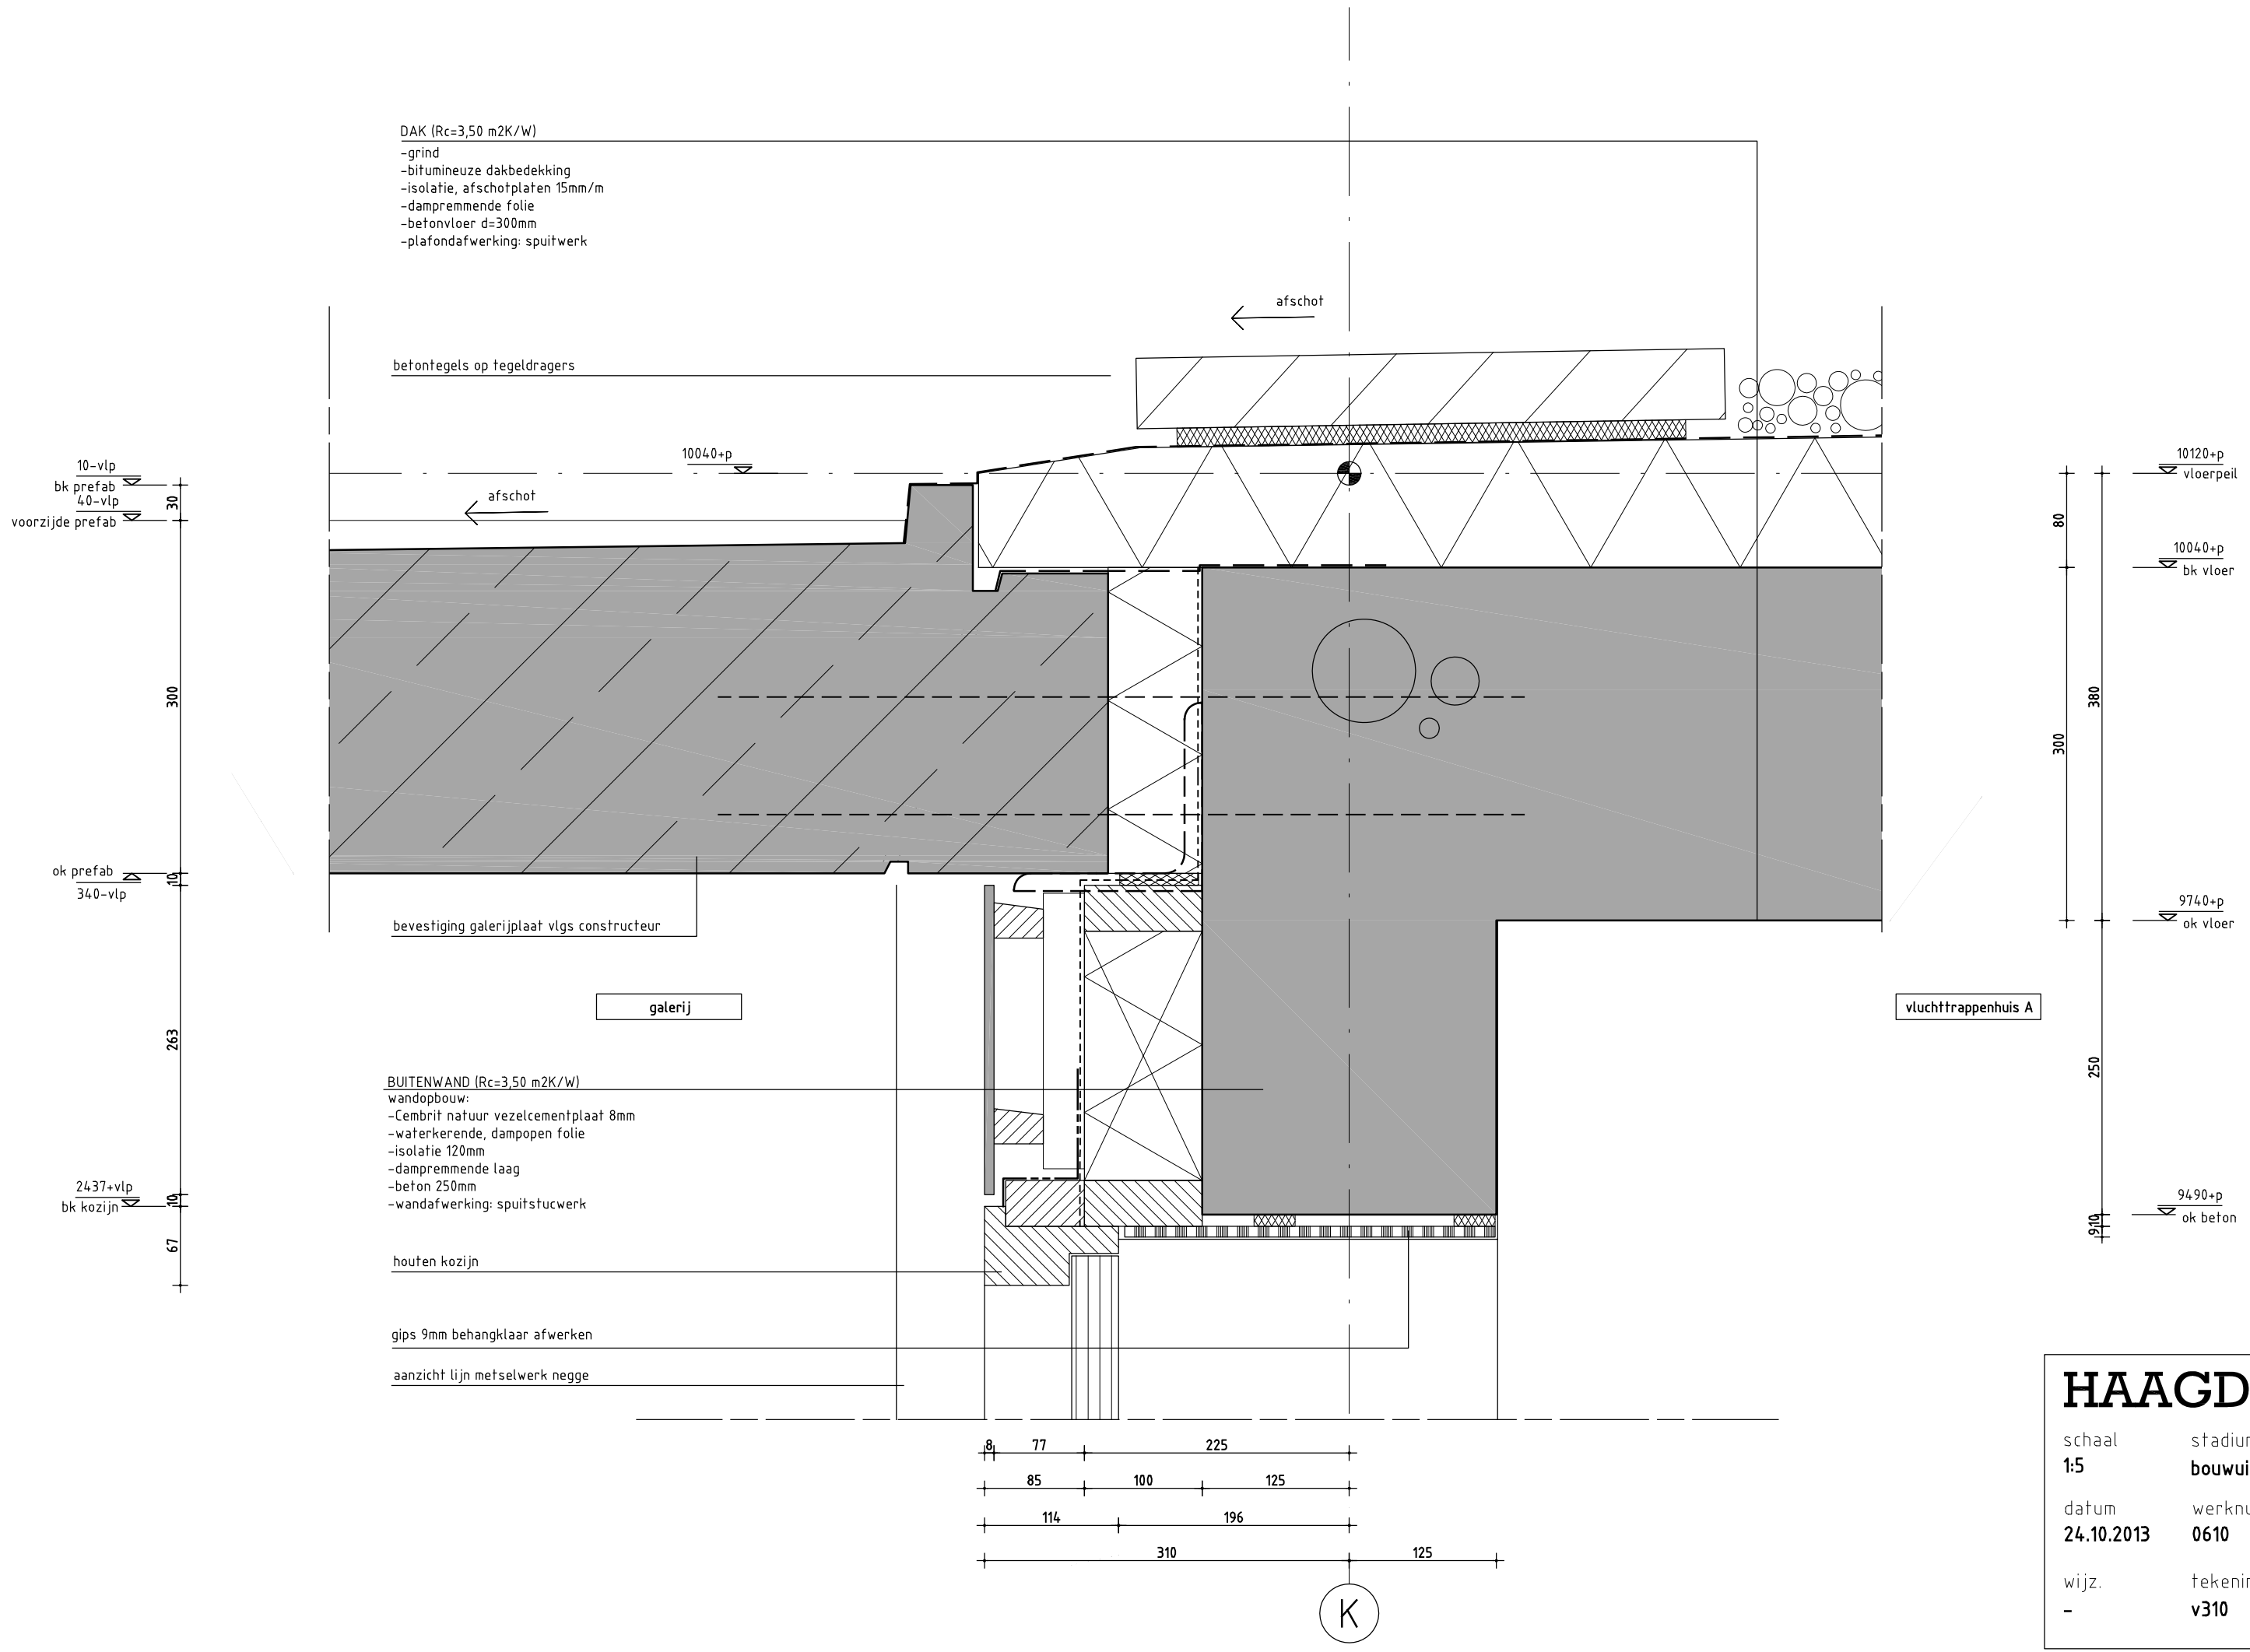 DAK (Rc=3,50 m2K/W)
-grind
-bitumineuze dakbedekking
-isolatie, afschotplaten 15mm/m
-dampremmende folie
-betonvloer d=300mm
-plafondafwerking: spuitwerk
afschot
betontegels op tegeldragers
10040+p
10-vlp
bk prefab
40-vlp
voorzijde prefab
30
afschot
10120+p
vloerpeil
80
10040+p
bk vloer
300
380
300
ok prefab
340-vlp
10
9740+p
ok vloer
bevestiging galerijplaat vlgs constructeur
galerij
vluchttrappenhuis A
263
250
BUITENWAND (Rc=3,50 m2K/W)
wandopbouw:
-Cembrit natuur vezelcementplaat 8mm
-waterkerende, dampopen folie
-isolatie 120mm
-dampremmende laag
-beton 250mm
-wandafwerking: spuitstucwerk
2437+vlp
bk kozijn
10
67
9490+p
ok beton
910
houten kozijn
gips 9mm behangklaar afwerken
aanzicht lijn metselwerk negge
8 77 225
85 100 125
114 196
310 125
K
HAAGD
schaal
1:5
stadiu
bouwui
datum
24.10.2013
werknu
0610
wijz.
-
tekenin
v310